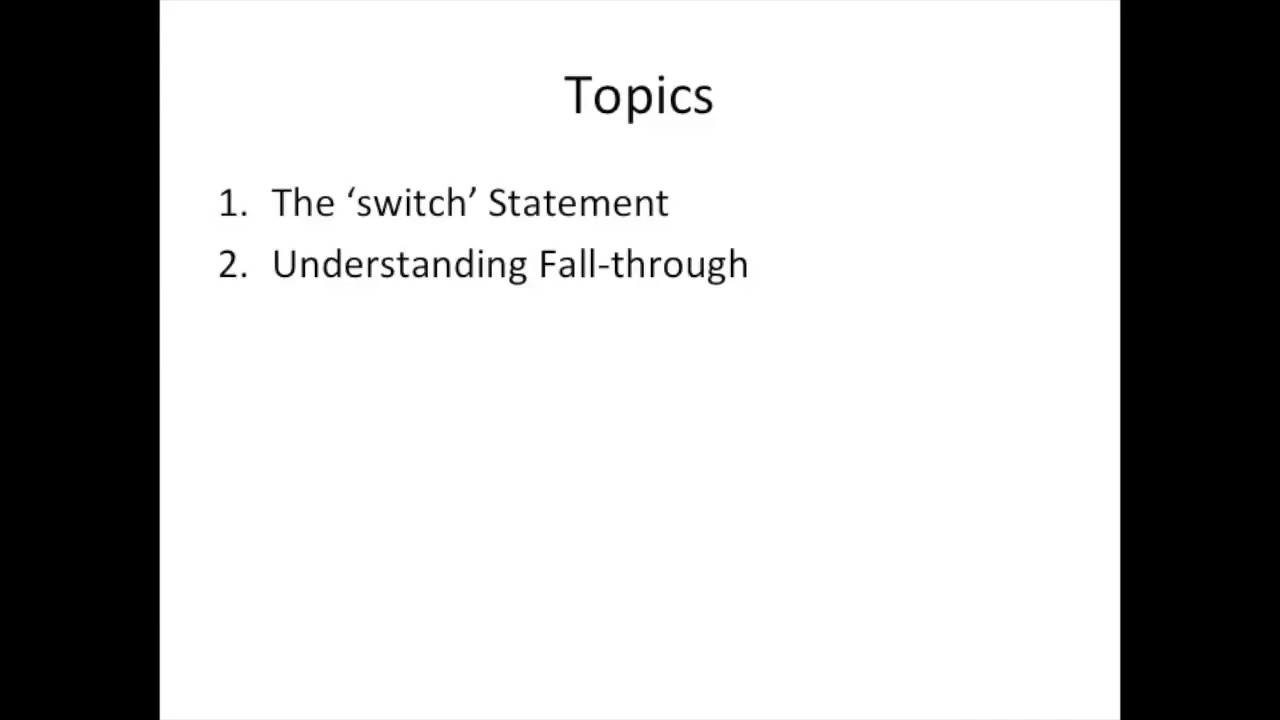 Topics
1. The ‘switch’ Statement
2. Understanding Fall-through